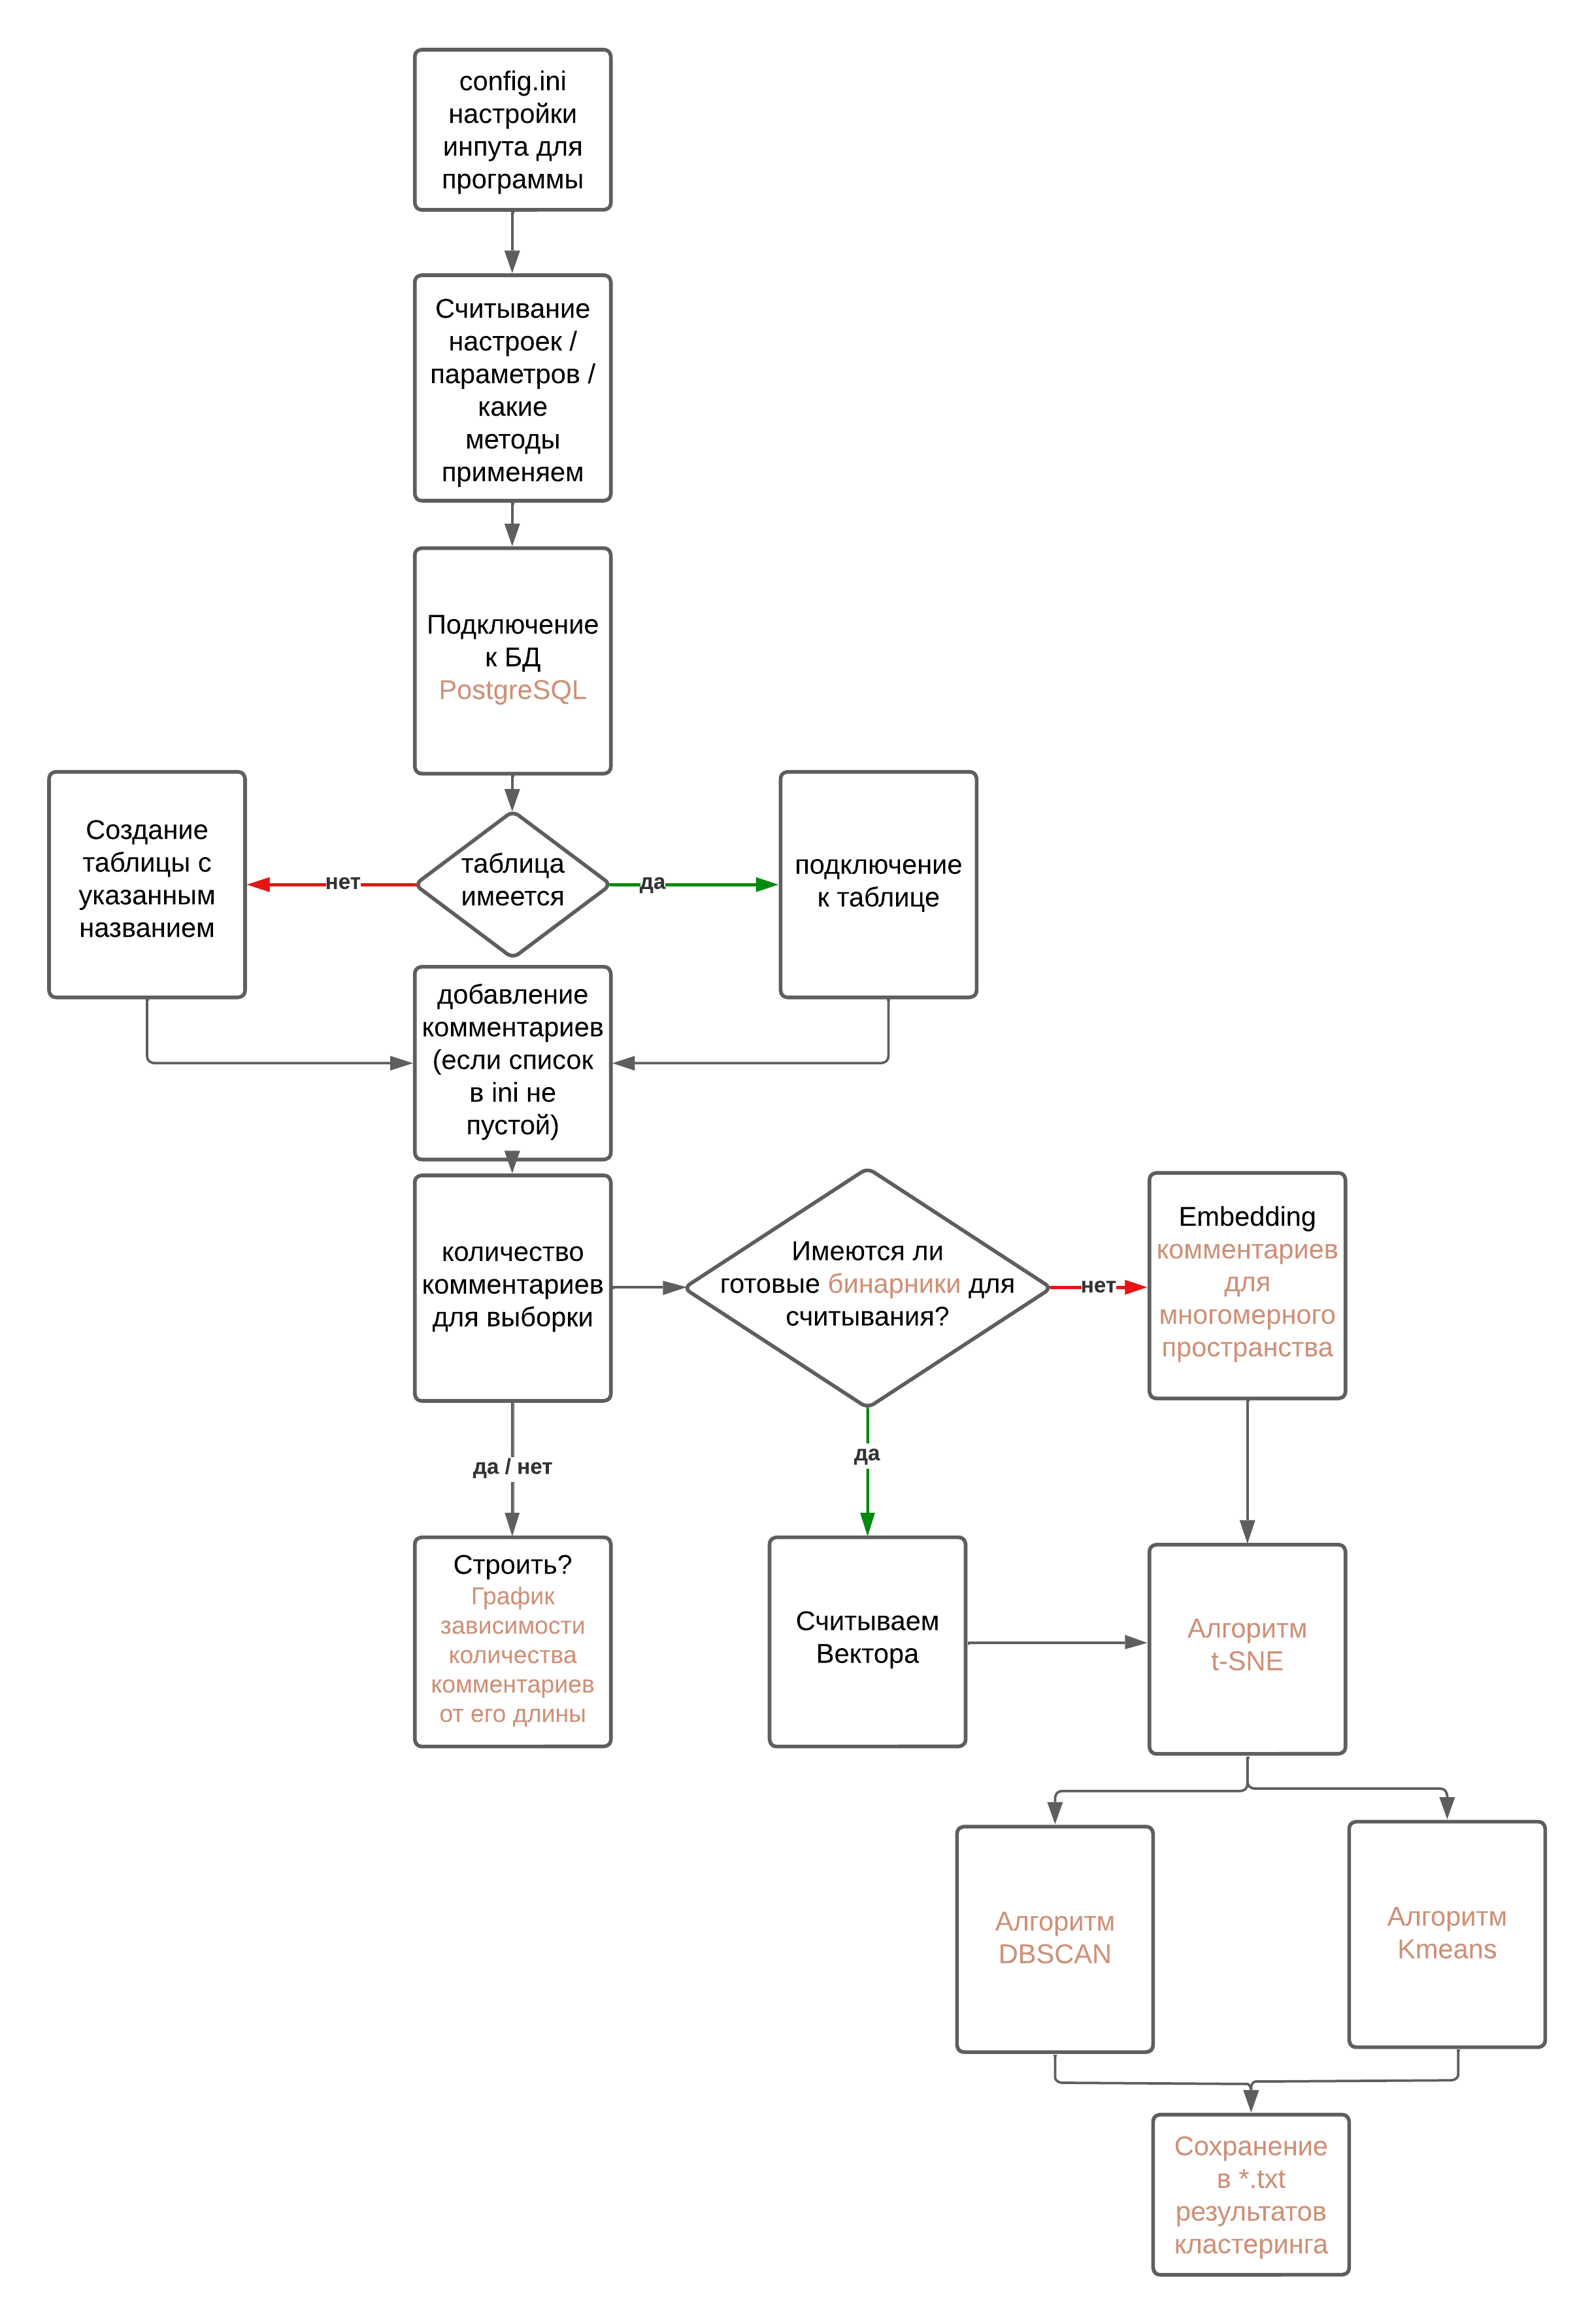 config.ini
настройки
инпута для
программы
Считывание
настроек /
параметров /
какие
методы
применяем
Подключение
к БД
PostgreSQL
Создание
таблицы с
указанным
названием
нет
таблица
имеется
да
подключение
к таблице
добавление
комментариев
(если список
в ini не
пустой)
количество
комментариев
для выборки
Имеются ли
готовые бинарники для
считывания?
нет
Embedding
комментариев
для
многомерного
пространства
да / нет
да
Строить?
График
зависимости
количества
комментариев
от его длины
Считываем
Вектора
Алгоритм
t-SNE
Алгоритм
DBSCAN
Алгоритм
Kmeans
Сохранение
в *.txt
результатов
кластеринга